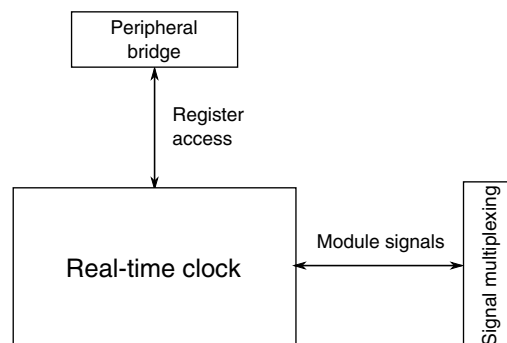 Peripheral
bridge
Register
access
Real-time clock
Module signals
Signal multiplexing